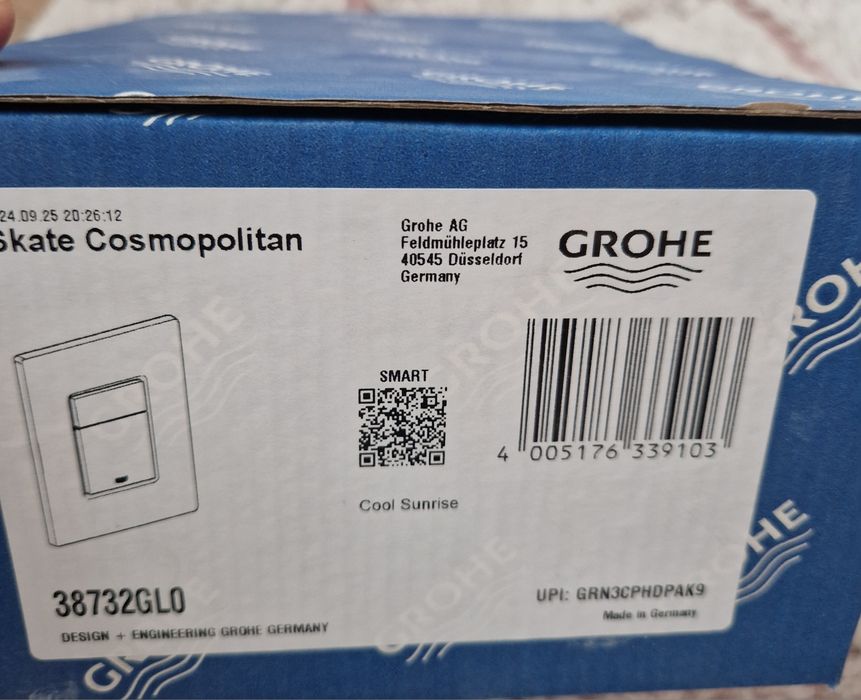 24.09.25 20:26:12
Skate Cosmopolitan
Grohe AG
Feldmühleplatz 15
40545 Düsseldorf
Germany
GROHE
SMART
4 005176 339103
Cool Sunrise
38732GL0
DESIGN + ENGINEERING GROHE GERMANY
UPI: GRN3CPHDPAK9
Made in Germany